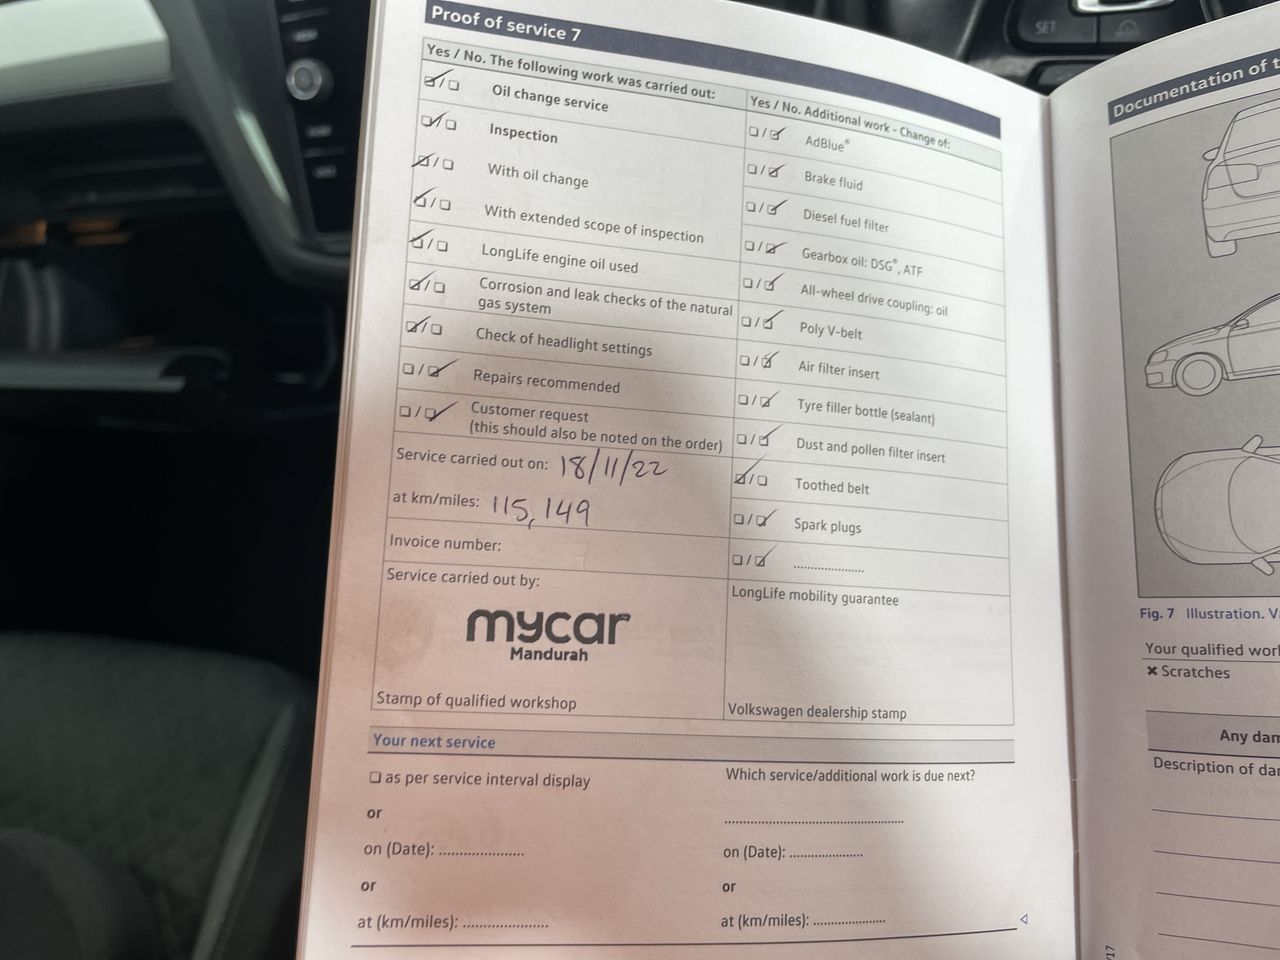 SET
Proof of service 7
Yes / No. The following work was carried out:
Oil change service
Inspection
With oil change
With extended scope of inspection
LongLife engine oil used
Corrosion and leak checks of the natural
gas system
Check of headlight settings
Repairs recommended
Customer request
(this should also be noted on the order)
Service carried out on: 18/11/22
at km/miles: 115,149
Invoice number:
Service carried out by:
mycar
Mandurah
Stamp of qualified workshop
Yes / No. Additional work - Change of:
AdBlue®
Brake fluid
Diesel fuel filter
Gearbox oil: DSG®, ATF
All-wheel drive coupling: oil
Poly V-belt
Air filter insert
Tyre filler bottle (sealant)
Dust and pollen filter insert
Toothed belt
Spark plugs
.....................
LongLife mobility guarantee
Volkswagen dealership stamp
Your next service
as per service interval display
or
on (Date): .....................
or
at (km/miles): .....................
Which service/additional work is due next?
............................................
on (Date): ..................
or
at (km/miles): ..................
Documentation of
Fig. 7 Illustration.
Your qualified
✖ Scratches
Any
Description of